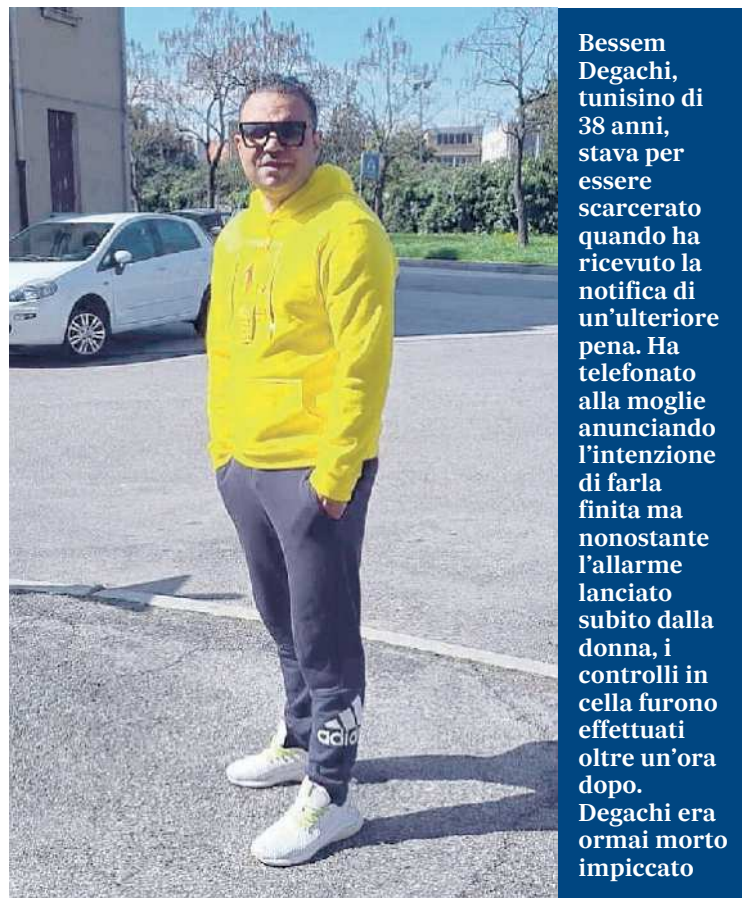 Bessem
Degachi,
tunisino di
38 anni,
stava per
essere
scarcerato
quando ha
ricevuto la
notifica di
un'ulteriore
pena. Ha
telefonato
alla moglie
anunciando
l'intenzione
di farla
finita ma
nonostante
l'allarme
lanciato
subito dalla
donna, i
controlli in
cella furono
effettuati
oltre un'ora
dopo.
Degachi era
ormai morto
impiccato
adidas